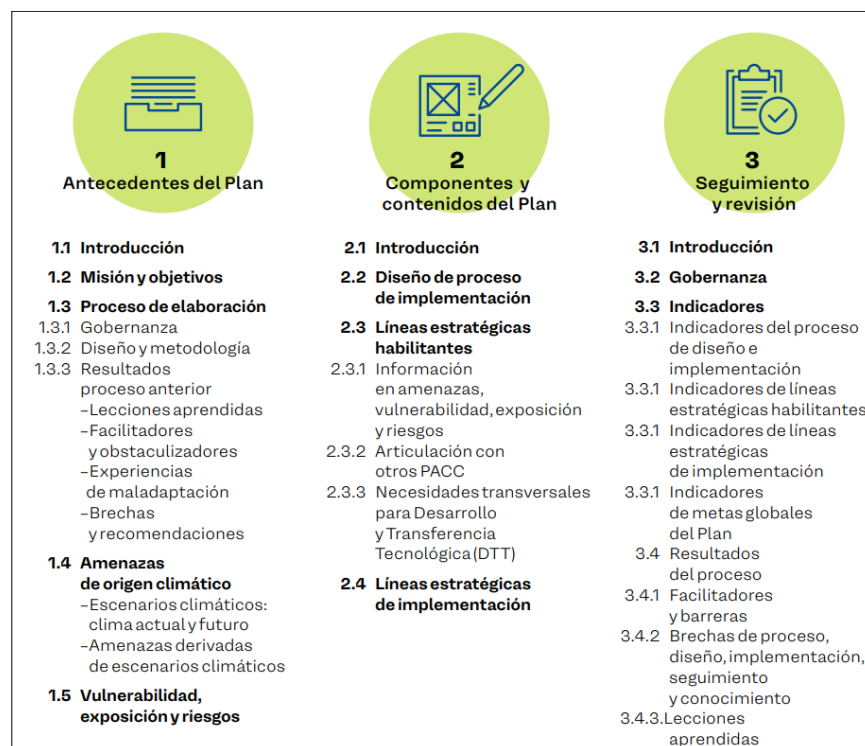 1
Antecedentes del Plan
1.1 Introducción
1.2 Misión y objetivos
1.3 Proceso de elaboración
1.3.1 Gobernanza
1.3.2 Diseño y metodología
1.3.3 Resultados
proceso anterior
–Lecciones aprendidas
–Facilitadores
y obstaculizadores
–Experiencias
de maladaptación
–Brechas
y recomendaciones
1.4 Amenazas
de origen climático
–Escenarios climáticos:
clima actual y futuro
–Amenazas derivadas
de escenarios climáticos
1.5 Vulnerabilidad,
exposición y riesgos
2
Componentes y
contenidos del Plan
2.1 Introducción
2.2 Diseño de proceso
de implementación
2.3 Líneas estratégicas
habilitantes
2.3.1 Información
en amenazas,
vulnerabilidad, exposición
y riesgos
2.3.2 Articulación con
otros PACC
2.3.3 Necesidades transversales
para Desarrollo
y Transferencia
Tecnológica (DTT)
2.4 Líneas estratégicas
de implementación
3
Seguimiento
y revisión
3.1 Introducción
3.2 Gobernanza
3.3 Indicadores
3.3.1 Indicadores del proceso
de diseño e
implementación
3.3.1 Indicadores de líneas
estratégicas habilitantes
3.3.1 Indicadores de líneas
estratégicas
de implementación
3.3.1 Indicadores
de metas globales
del Plan
3.4 Resultados
del proceso
3.4.1 Facilitadores
y barreras
3.4.2 Brechas de proceso,
diseño, implementación,
seguimiento
y conocimiento
3.4.3.Lecciones
aprendidas